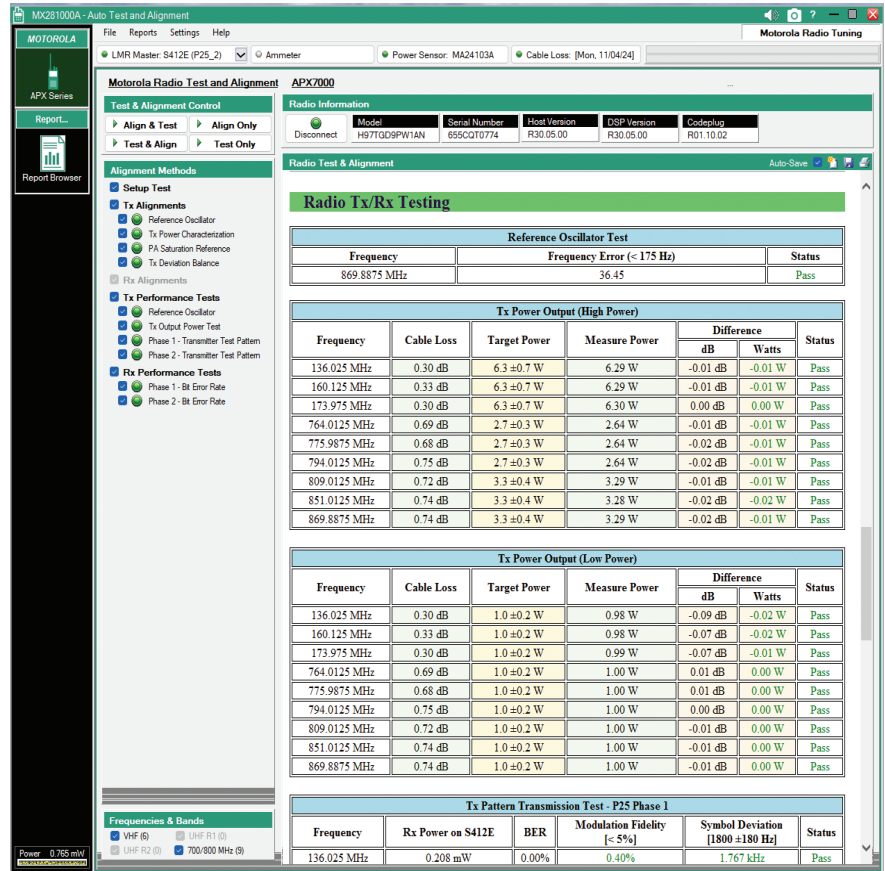 MX281000A - Auto Test and Alignment
?
MOTOROLA
File Reports Settings Help
Motorola Radio Tuning
LMR Master: S412E (P25_2) Ammeter Power Sensor: MA24103A Cable Loss: [Mon, 11/04/24]
APX Series
Report...
Report Browser
Motorola Radio Test and Alignment APX7000 ...
Test & Alignment Control
Align & Test Align Only
Test & Align Test Only
Radio Information
Model Serial Number Host Version DSP Version Codeplug
Disconnect H97TGD9PW1AN 655CQT0774 R30.05.00 R30.05.00 R01.10.02
Alignment Methods
Setup Test
Tx Alignments
Reference Oscillator
Tx Power Characterization
PA Saturation Reference
Tx Deviation Balance
Rx Alignments
Tx Performance Tests
Reference Oscillator
Tx Output Power Test
Phase 1 - Transmitter Test Pattern
Phase 2 - Transmitter Test Pattern
Rx Performance Tests
Phase 1 - Bit Error Rate
Phase 2 - Bit Error Rate
Radio Test & Alignment Auto-Save
Radio Tx/Rx Testing
Reference Oscillator Test
Frequency Frequency Error (< 175 Hz) Status
869.8875 MHz 36.45 Pass
Tx Power Output (High Power)
Frequency Cable Loss Target Power Measure Power Difference Status
dB Watts
136.025 MHz 0.30 dB 6.3 ±0.7 W 6.29 W -0.01 dB -0.01 W Pass
160.125 MHz 0.33 dB 6.3 ±0.7 W 6.29 W -0.01 dB -0.01 W Pass
173.975 MHz 0.30 dB 6.3 ±0.7 W 6.30 W 0.00 dB 0.00 W Pass
764.0125 MHz 0.69 dB 2.7 ±0.3 W 2.64 W -0.01 dB -0.01 W Pass
775.9875 MHz 0.68 dB 2.7 ±0.3 W 2.64 W -0.02 dB -0.01 W Pass
794.0125 MHz 0.75 dB 2.7 ±0.3 W 2.64 W -0.02 dB -0.01 W Pass
809.0125 MHz 0.72 dB 3.3 ±0.4 W 3.29 W -0.01 dB -0.01 W Pass
851.0125 MHz 0.74 dB 3.3 ±0.4 W 3.28 W -0.02 dB -0.02 W Pass
869.8875 MHz 0.74 dB 3.3 ±0.4 W 3.29 W -0.02 dB -0.01 W Pass
Tx Power Output (Low Power)
Frequency Cable Loss Target Power Measure Power Difference Status
dB Watts
136.025 MHz 0.30 dB 1.0 ±0.2 W 0.98 W -0.09 dB -0.02 W Pass
160.125 MHz 0.33 dB 1.0 ±0.2 W 0.98 W -0.07 dB -0.02 W Pass
173.975 MHz 0.30 dB 1.0 ±0.2 W 0.99 W -0.07 dB -0.01 W Pass
764.0125 MHz 0.69 dB 1.0 ±0.2 W 1.00 W 0.01 dB 0.00 W Pass
775.9875 MHz 0.68 dB 1.0 ±0.2 W 1.00 W 0.01 dB 0.00 W Pass
794.0125 MHz 0.75 dB 1.0 ±0.2 W 1.00 W 0.00 dB 0.00 W Pass
809.0125 MHz 0.72 dB 1.0 ±0.2 W 1.00 W -0.01 dB 0.00 W Pass
851.0125 MHz 0.74 dB 1.0 ±0.2 W 1.00 W -0.01 dB 0.00 W Pass
869.8875 MHz 0.74 dB 1.0 ±0.2 W 1.00 W -0.01 dB 0.00 W Pass
Tx Pattern Transmission Test - P25 Phase 1
Frequency Rx Power on S412E BER Modulation Fidelity [< 5%] Symbol Deviation [1800 ±180 Hz] Status
136.025 MHz 0.208 mW 0.00% 0.40% 1.767 kHz Pass
Frequencies & Bands
VHF (6) UHF R1 (0)
UHF R2 (0) 700/800 MHz (9)
Power 0.765 mW